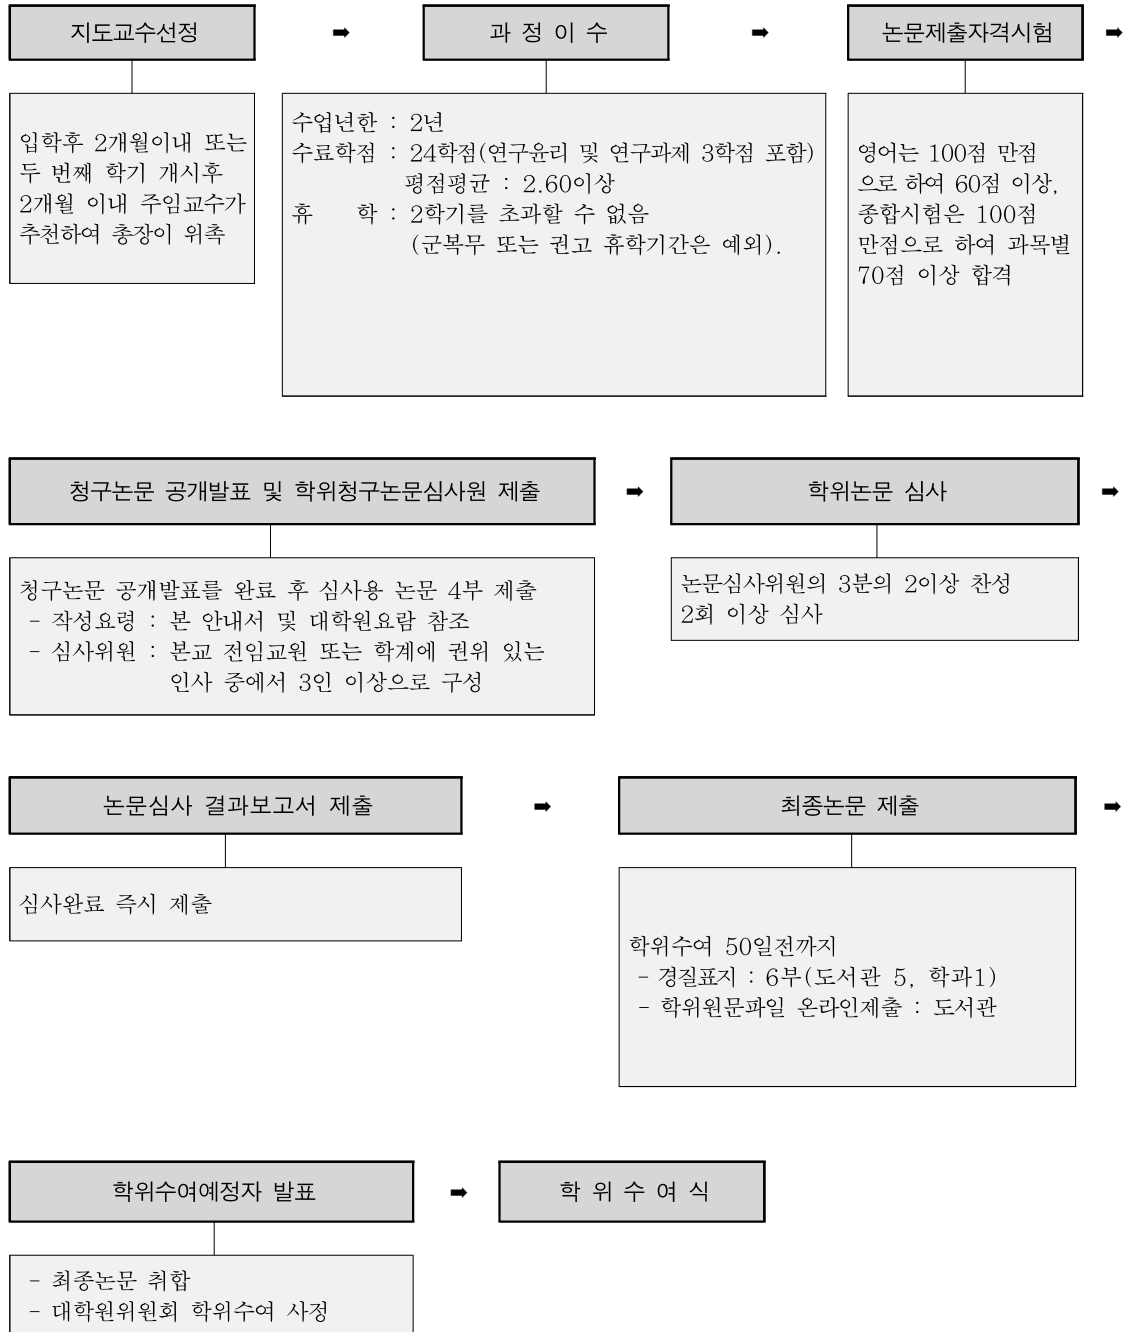 지도교수선정 ➡ 과 정 이 수 ➡ 논문제출자격시험 ➡
입학후 2개월이내 또는
두 번째 학기 개시후
2개월 이내 주임교수가
추천하여 총장이 위촉
수업년한 : 2년
수료학점 : 24학점(연구윤리 및 연구과제 3학점 포함)
평점평균 : 2.60이상
휴 학 : 2학기를 초과할 수 없음
(군복무 또는 권고 휴학기간은 예외).
영어는 100점 만점
으로 하여 60점 이상,
종합시험은 100점
만점으로 하여 과목별
70점 이상 합격
청구논문 공개발표 및 학위청구논문심사원 제출 ➡ 학위논문 심사 ➡
청구논문 공개발표를 완료 후 심사용 논문 4부 제출
- 작성요령 : 본 안내서 및 대학원요람 참조
- 심사위원 : 본교 전임교원 또는 학계에 권위 있는
인사 중에서 3인 이상으로 구성
논문심사위원의 3분의 2이상 찬성
2회 이상 심사
논문심사 결과보고서 제출 ➡ 최종논문 제출 ➡
심사완료 즉시 제출
학위수여 50일전까지
- 경질표지 : 6부(도서관 5, 학과1)
- 학위원문파일 온라인제출 : 도서관
학위수여예정자 발표 ➡ 학 위 수 여 식
- 최종논문 취합
- 대학원위원회 학위수여 사정